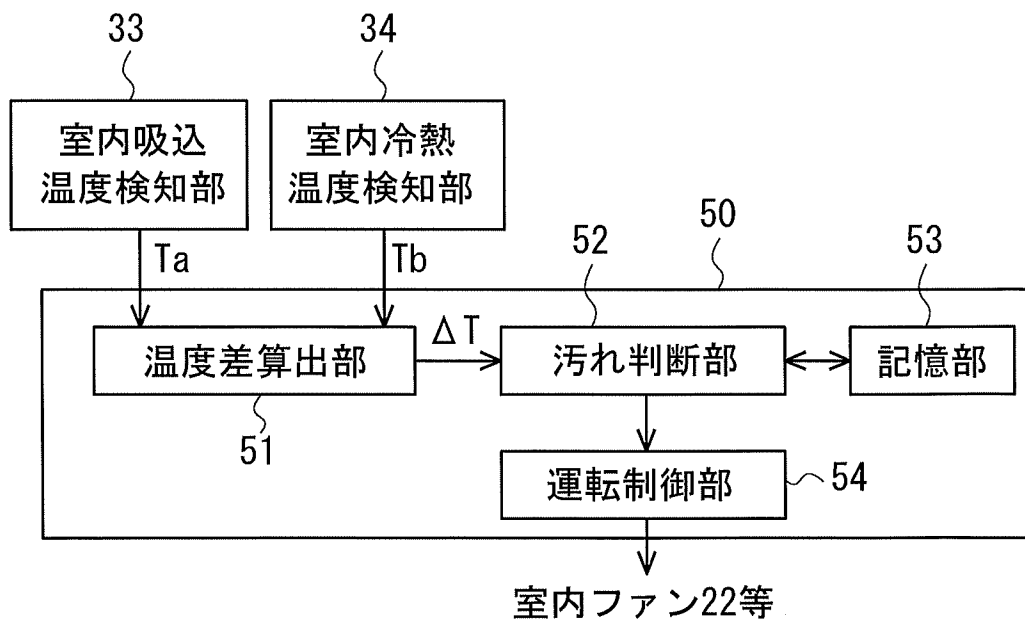 33
34
室内吸込
温度検知部
室内冷熱
温度検知部
50
52
53
Ta
Tb
ΔT
温度差算出部
汚れ判断部
記憶部
51
運転制御部
54
室内ファン22等